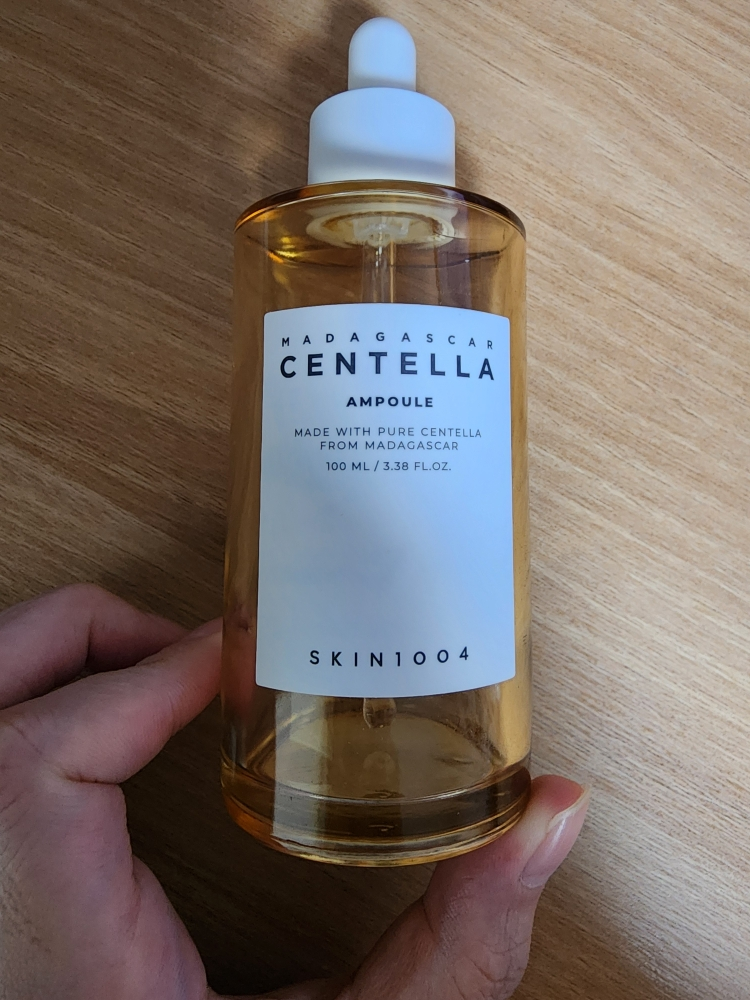 MADAGASCAR
CENTELLA
AMPOULE
MADE WITH PURE CENTELLA
FROM MADAGASCAR
100 ML / 3.38 FL.OZ.
SKIN1004